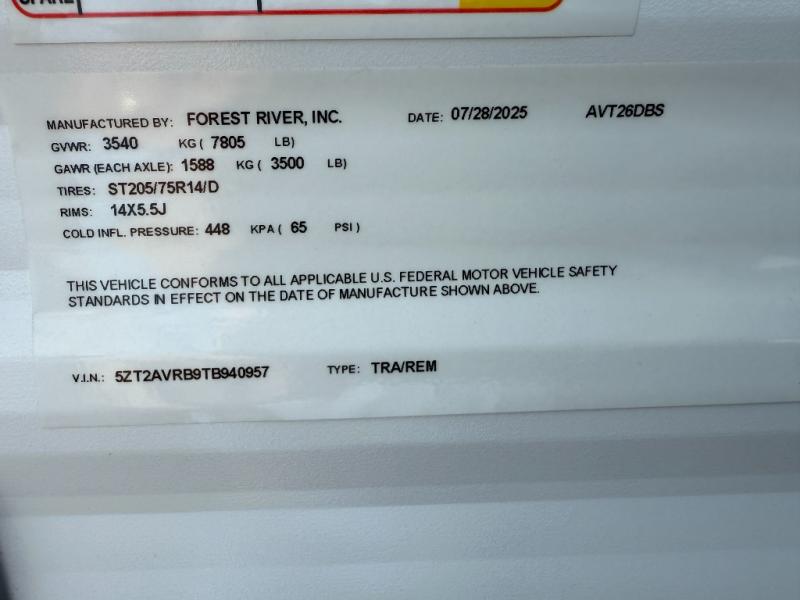 SPARE
MANUFACTURED BY: FOREST RIVER, INC. DATE: 07/28/2025 AVT26DBS
GVWR: 3540 KG ( 7805 LB)
GAWR (EACH AXLE): 1588 KG ( 3500 LB)
TIRES: ST205/75R14/D
RIMS: 14X5.5J
COLD INFL. PRESSURE: 448 KPA ( 65 PSI )
THIS VEHICLE CONFORMS TO ALL APPLICABLE U.S. FEDERAL MOTOR VEHICLE SAFETY
STANDARDS IN EFFECT ON THE DATE OF MANUFACTURE SHOWN ABOVE.
V.I.N.: 5ZT2AVRB9TB940957 TYPE: TRA/REM